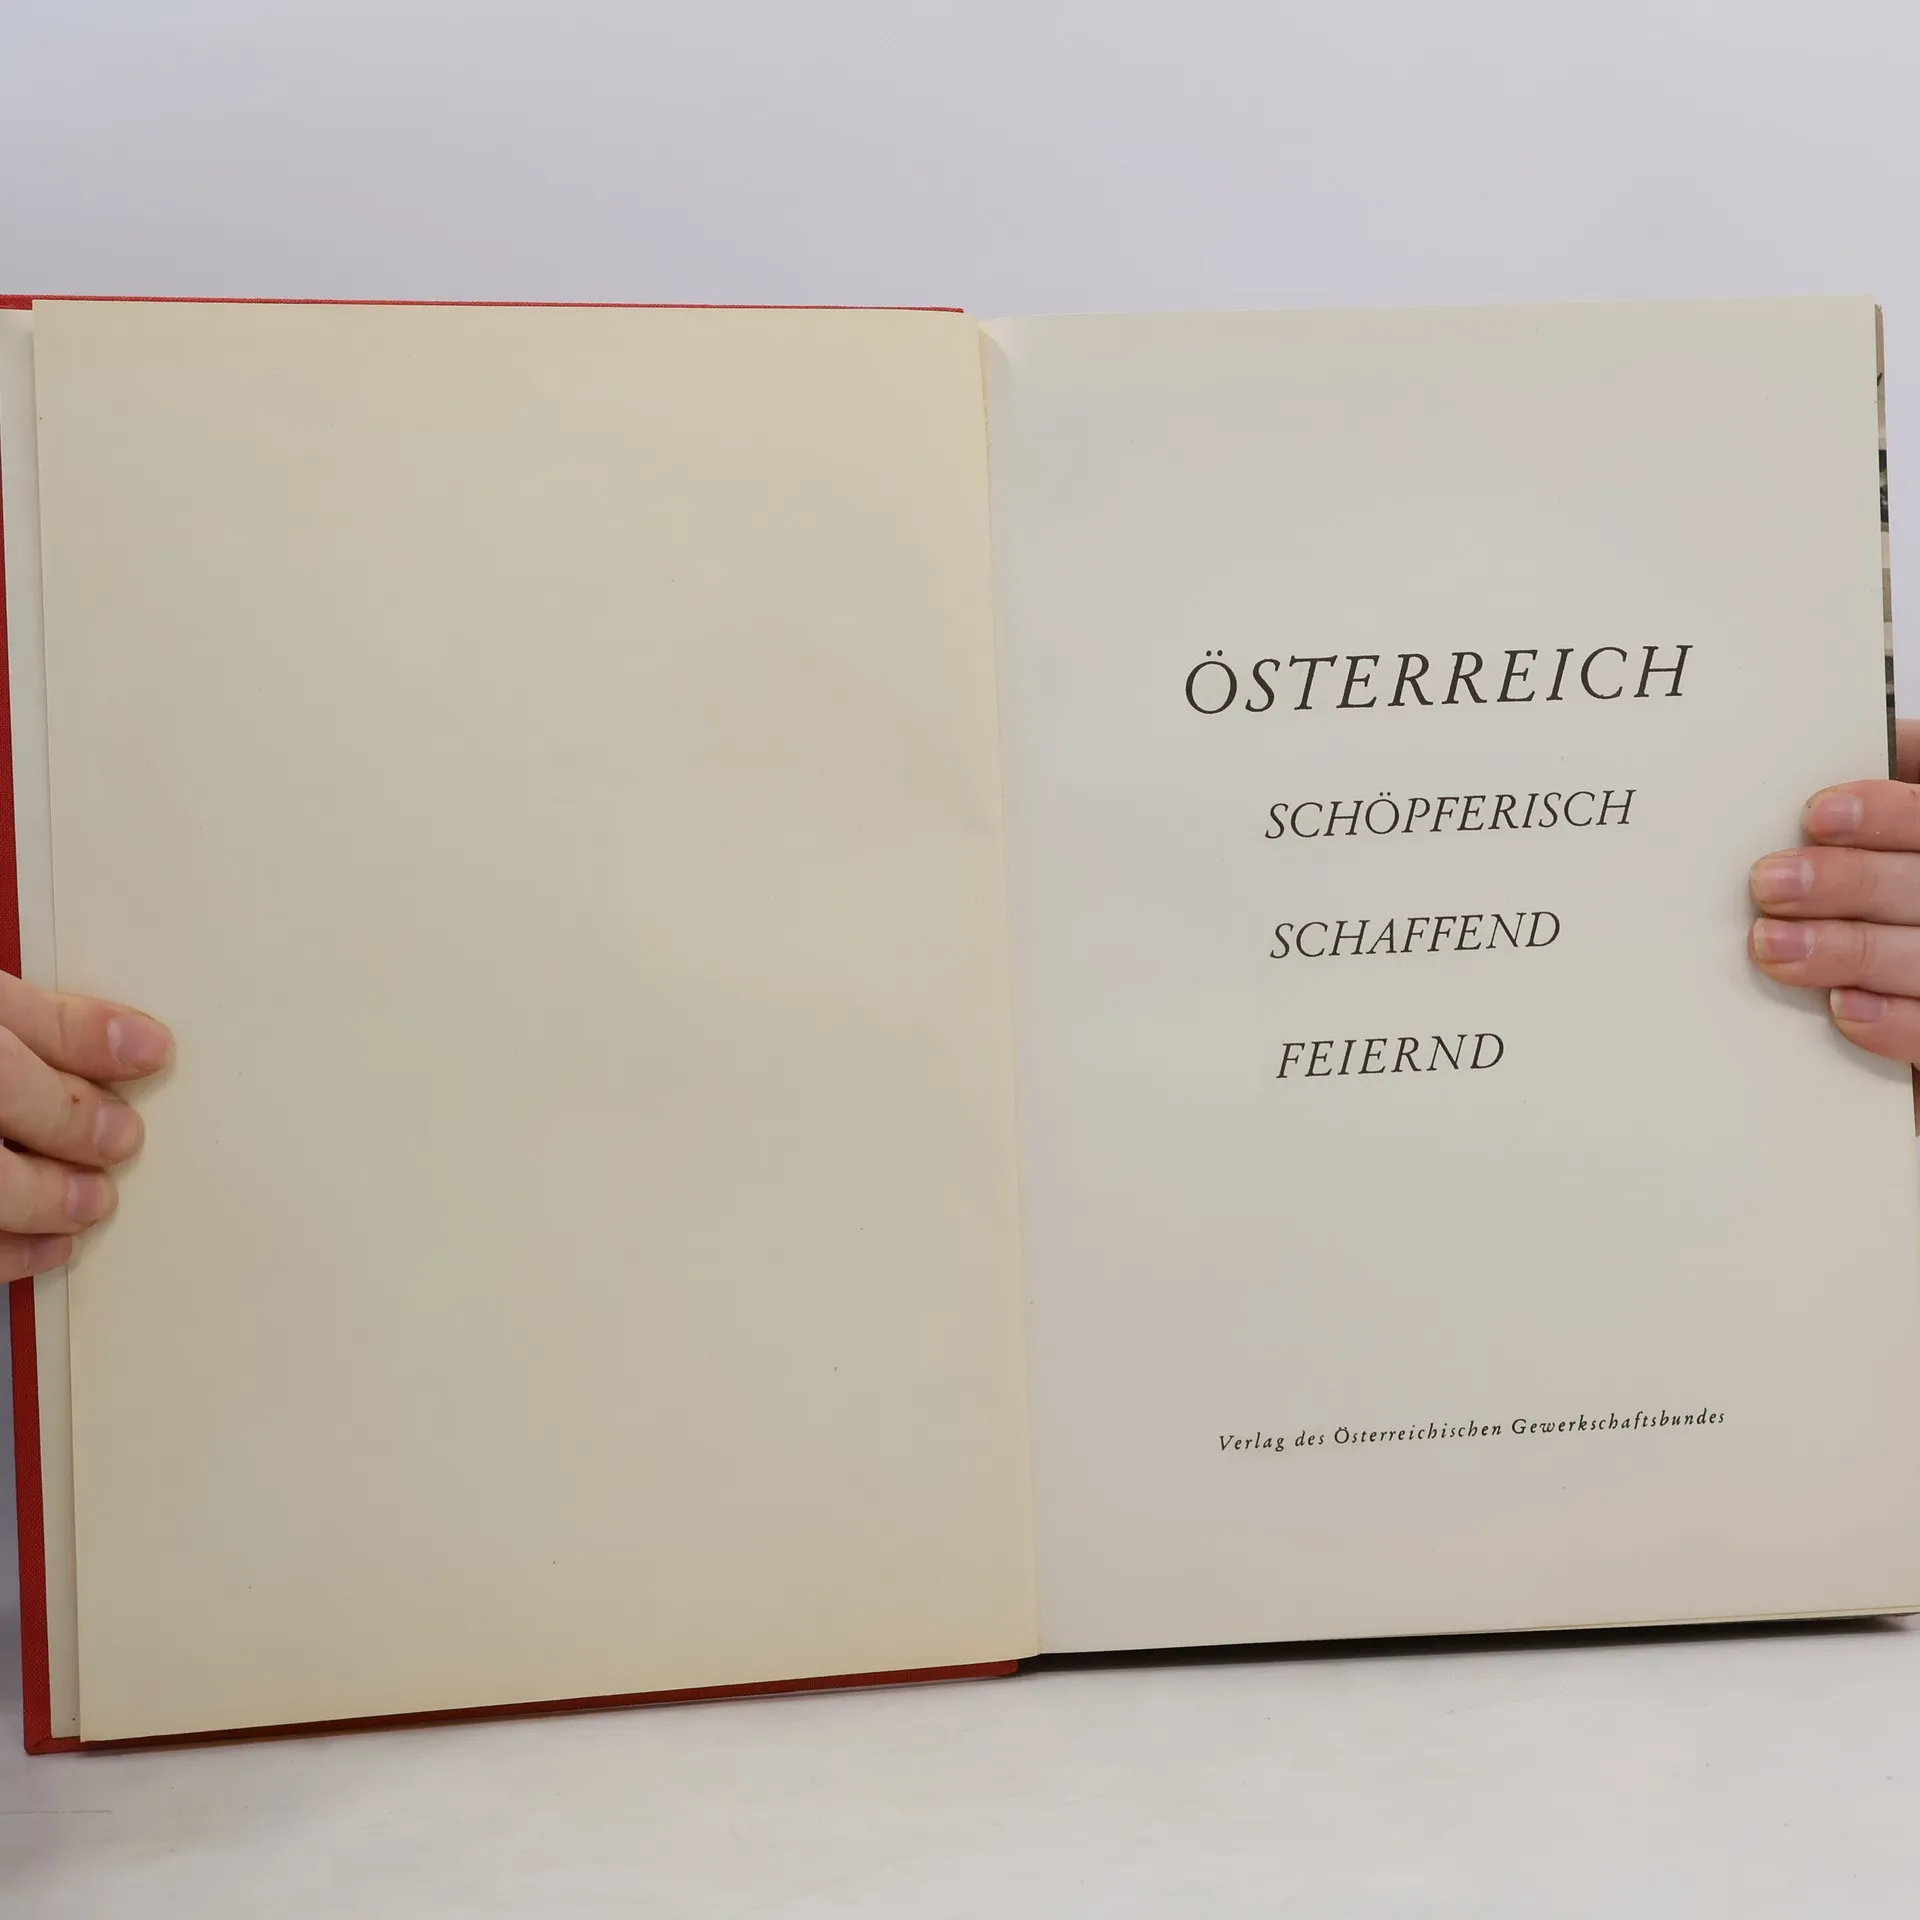 ÖSTERREICH
SCHÖPFERISCH
SCHAFFEND
FEIERND
Verlag des Österreichischen Gewerkschaftsbundes